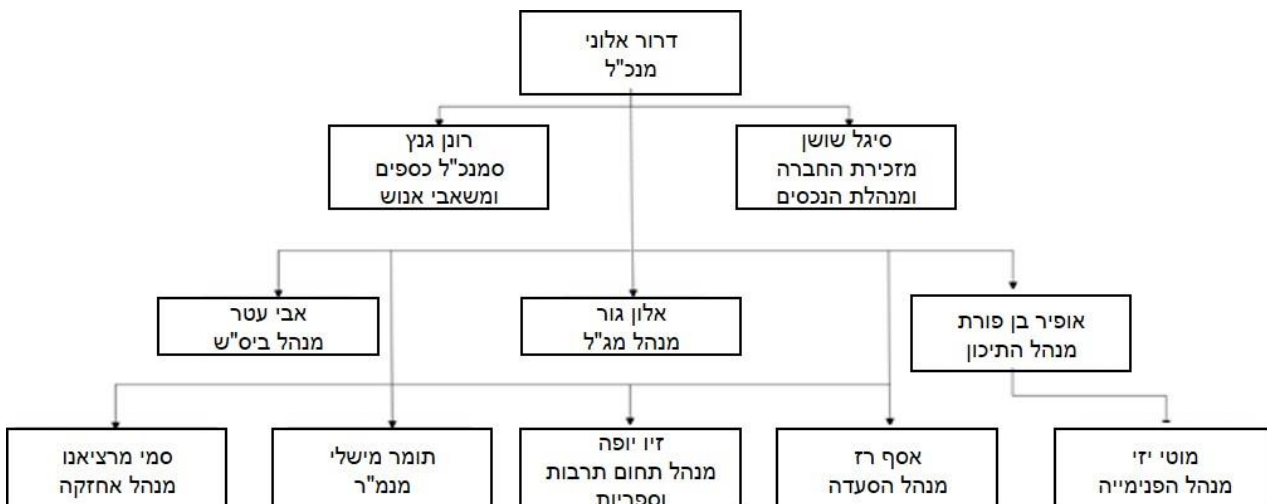 דרור אלוני
מנכ"ל
סיגל שושן
מזכירת החברה
ומנהלת הנכסים
רונן גנץ
סמנכ"ל כספים
ומשאבי אנוש
אופיר בן פורת
מנהל התיכון
אלון גור
מנהל מג"ל
אבי עטר
מנהל ביס"ש
מוטי יזי
מנהל הפנימייה
אסף רז
מנהל הסעדה
זיו יופה
מנהל תחום תרבות
וספריות
תומר מישלי
מנמ"ר
סמי מרציאנו
מנהל אחזקה